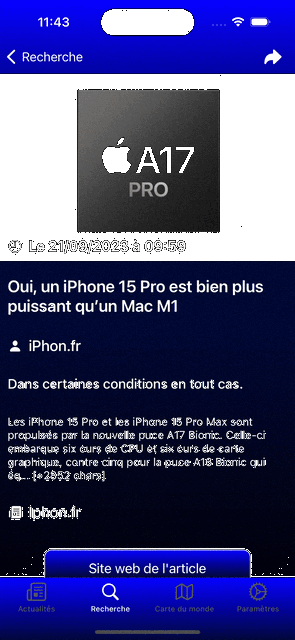 11:43
Recherche
A17
PRO
Le 21/09/2023 à 09:59
Oui, un iPhone 15 Pro est bien plus
puissant qu'un Mac M1
iPhon.fr
Dans certaines conditions en tout cas.
Les iPhone 15 Pro et les iPhone 15 Pro Max sont
propulsés par la nouvelle puce A17 Bionic. Celle-ci
embarque six curs de CPU et six curs de carte
graphique, contre cinq pour la puce A16 Bionic qui
[+2952 chars]
Iphon.fr
Site web de l'article
Actualités
Recherche
Carte du monde
Paramètres